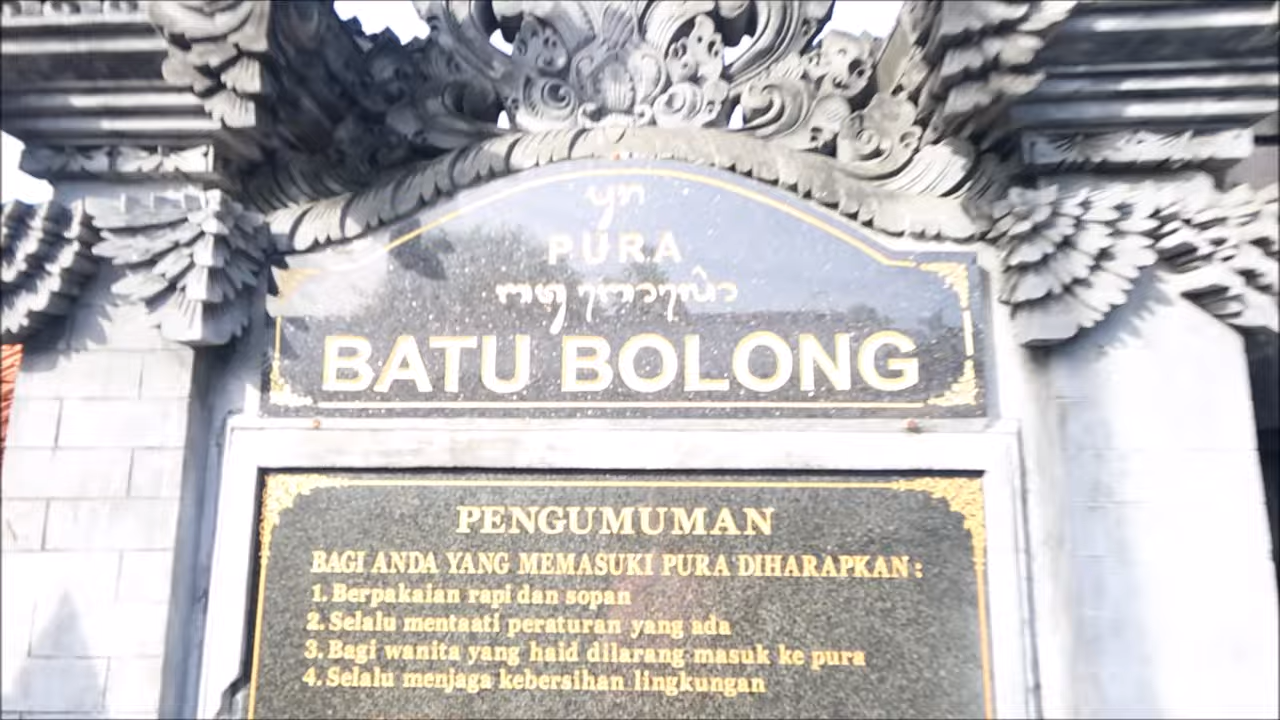 PURA
BATU BOLONG
PENGUMUMAN
BAGI ANDA YANG MEMASUKI PURA DIHARAPKAN :
1. Berpakaian rapi dan sopan
2. Selalu mentaati peraturan yang ada
3. Bagi wanita yang haid dilarang masuk ke pura
4. Selalu menjaga kebersihan lingkungan